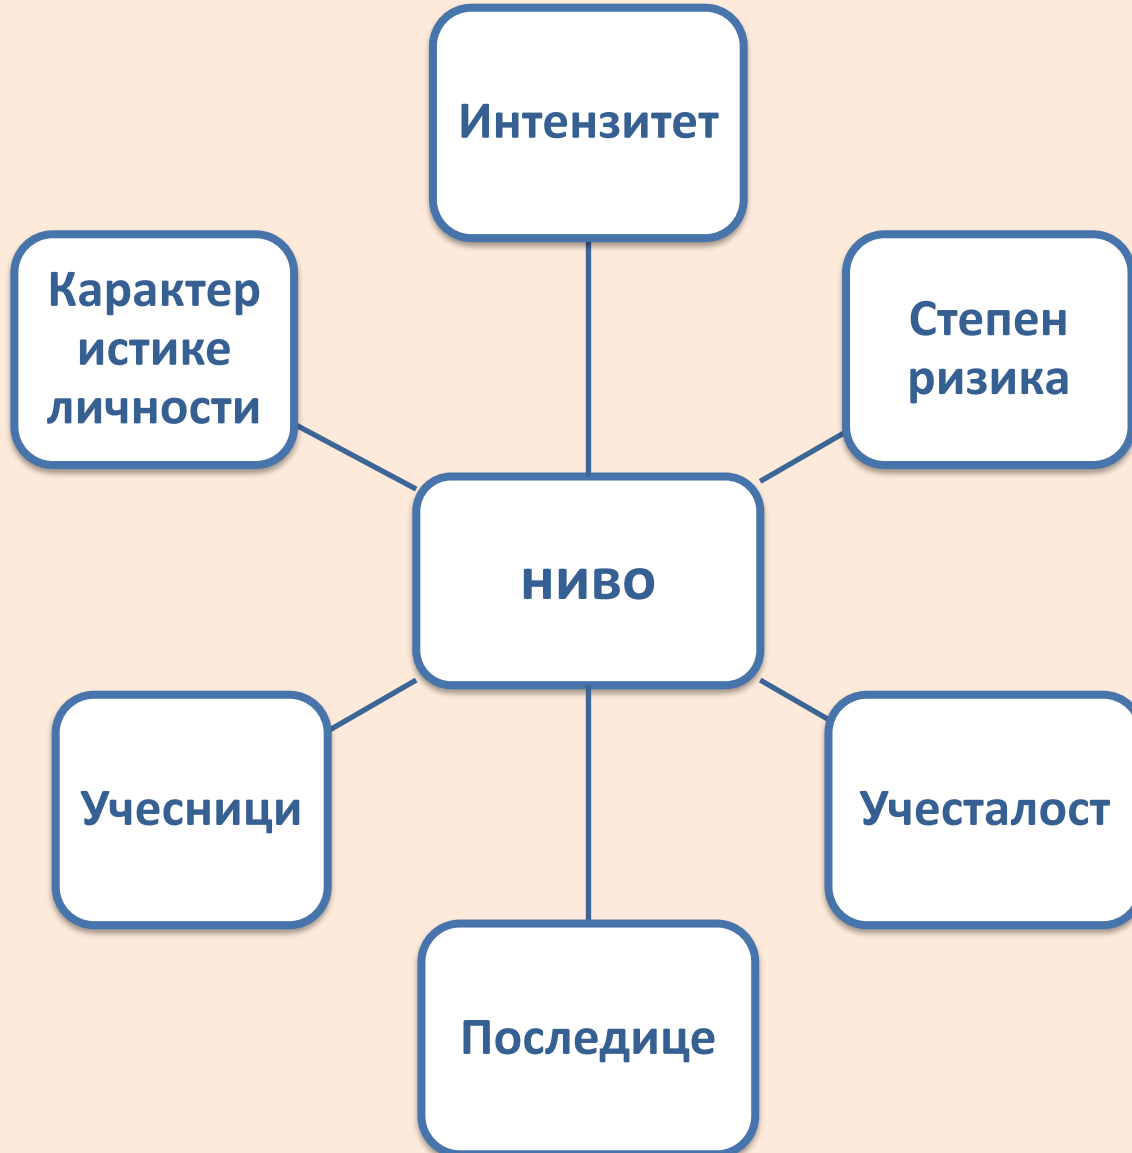 Интензитет
Карактер
истике
личности
Степен
ризика
ниво
Учесници
Учесталост
Последице